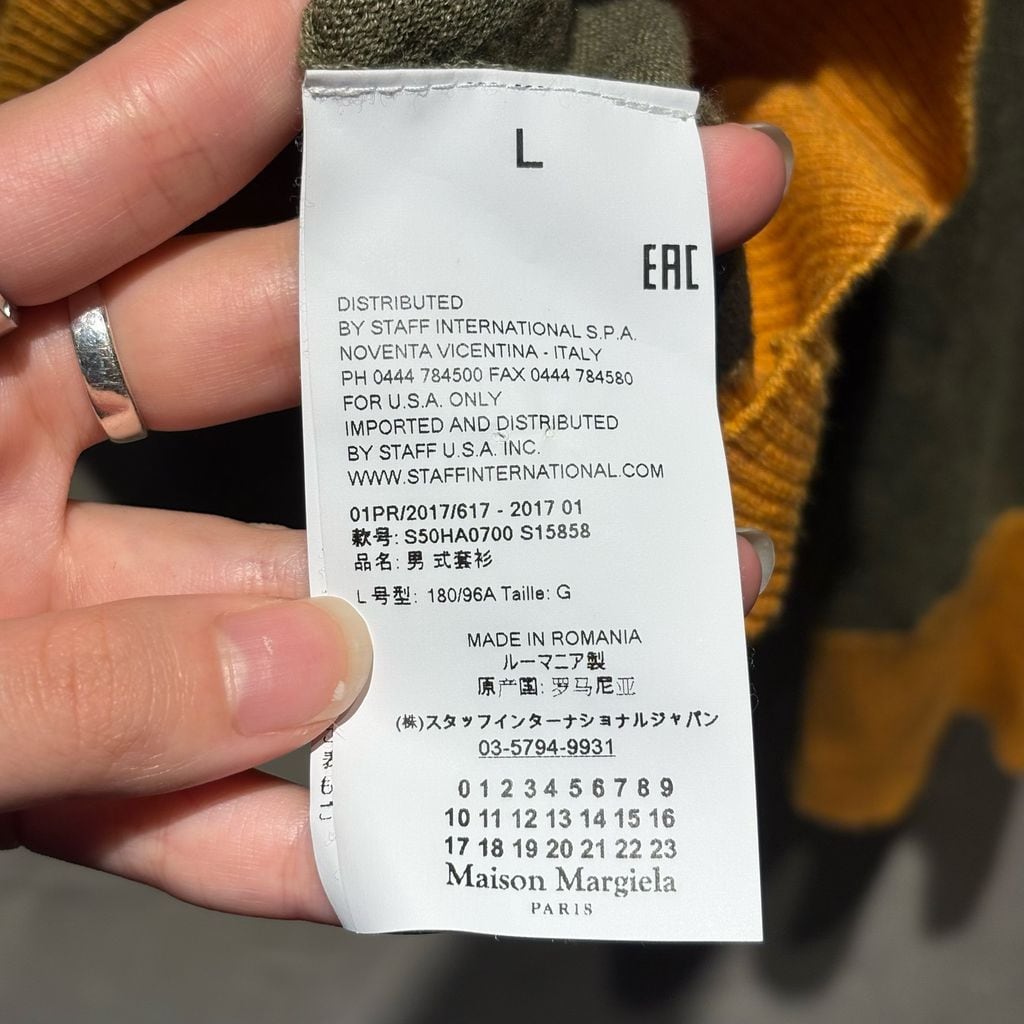 L
EAC
DISTRIBUTED
BY STAFF INTERNATIONAL S.P.A.
NOVENTA VICENTINA - ITALY
PH 0444 784500 FAX 0444 784580
FOR U.S.A. ONLY
IMPORTED AND DISTRIBUTED
BY STAFF U.S.A. INC.
WWW.STAFFINTERNATIONAL.COM
01PR/2017/617 - 2017 01
款号: S50HA0700 S15858
品名: 男 式套衫
L 号型: 180/96A Taille: G
MADE IN ROMANIA
ルーマニア製
原产国: 罗马尼亚
(株)スタッフインターナショナルジャパン
03-5794-9931
0 1 2 3 4 5 6 7 8 9
10 11 12 13 14 15 16
17 18 19 20 21 22 23
Maison Margiela
PARIS